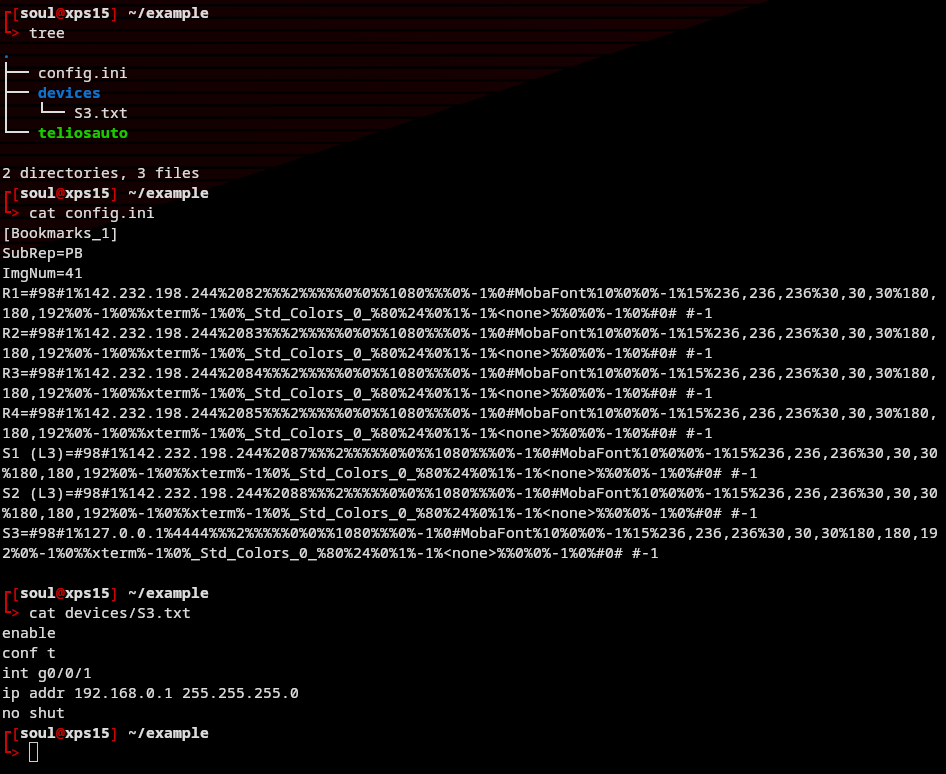 [soul@xps15] ~/example
> tree
.
├── config.ini
├── devices
│   └── S3.txt
└── teliosauto
2 directories, 3 files
[soul@xps15] ~/example
> cat config.ini
[Bookmarks_1]
SubRep=PB
ImgNum=41
R1=#98#1%142.232.198.244%2082%%%2%%%%%0%0%%1080%%%0%-1%0#MobaFont%10%0%0%-1%15%236,236,236%30,30,30%180,
180,192%0%-1%0%%xterm%-1%0%_Std_Colors_0_%80%24%0%1%-1%<none>%%0%0%-1%0%#0# #-1
R2=#98#1%142.232.198.244%2083%%%2%%%%%0%0%%1080%%%0%-1%0#MobaFont%10%0%0%-1%15%236,236,236%30,30,30%180,
180,192%0%-1%0%%xterm%-1%0%_Std_Colors_0_%80%24%0%1%-1%<none>%%0%0%-1%0%#0# #-1
R3=#98#1%142.232.198.244%2084%%%2%%%%%0%0%%1080%%%0%-1%0#MobaFont%10%0%0%-1%15%236,236,236%30,30,30%180,
180,192%0%-1%0%%xterm%-1%0%_Std_Colors_0_%80%24%0%1%-1%<none>%%0%0%-1%0%#0# #-1
R4=#98#1%142.232.198.244%2085%%%2%%%%%0%0%%1080%%%0%-1%0#MobaFont%10%0%0%-1%15%236,236,236%30,30,30%180,
180,192%0%-1%0%%xterm%-1%0%_Std_Colors_0_%80%24%0%1%-1%<none>%%0%0%-1%0%#0# #-1
S1 (L3)=#98#1%142.232.198.244%2087%%%2%%%%%0%0%%1080%%%0%-1%0#MobaFont%10%0%0%-1%15%236,236,236%30,30,30
%180,180,192%0%-1%0%%xterm%-1%0%_Std_Colors_0_%80%24%0%1%-1%<none>%%0%0%-1%0%#0# #-1
S2 (L3)=#98#1%142.232.198.244%2088%%%2%%%%%0%0%%1080%%%0%-1%0#MobaFont%10%0%0%-1%15%236,236,236%30,30,30
%180,180,192%0%-1%0%%xterm%-1%0%_Std_Colors_0_%80%24%0%1%-1%<none>%%0%0%-1%0%#0# #-1
S3=#98#1%127.0.0.1%4444%%%2%%%%%0%0%%1080%%%0%-1%0#MobaFont%10%0%0%-1%15%236,236,236%30,30,30%180,180,19
2%0%-1%0%%xterm%-1%0%_Std_Colors_0_%80%24%0%1%-1%<none>%%0%0%-1%0%#0# #-1
[soul@xps15] ~/example
> cat devices/S3.txt
enable
conf t
int g0/0/1
ip addr 192.168.0.1 255.255.255.0
no shut
[soul@xps15] ~/example
>